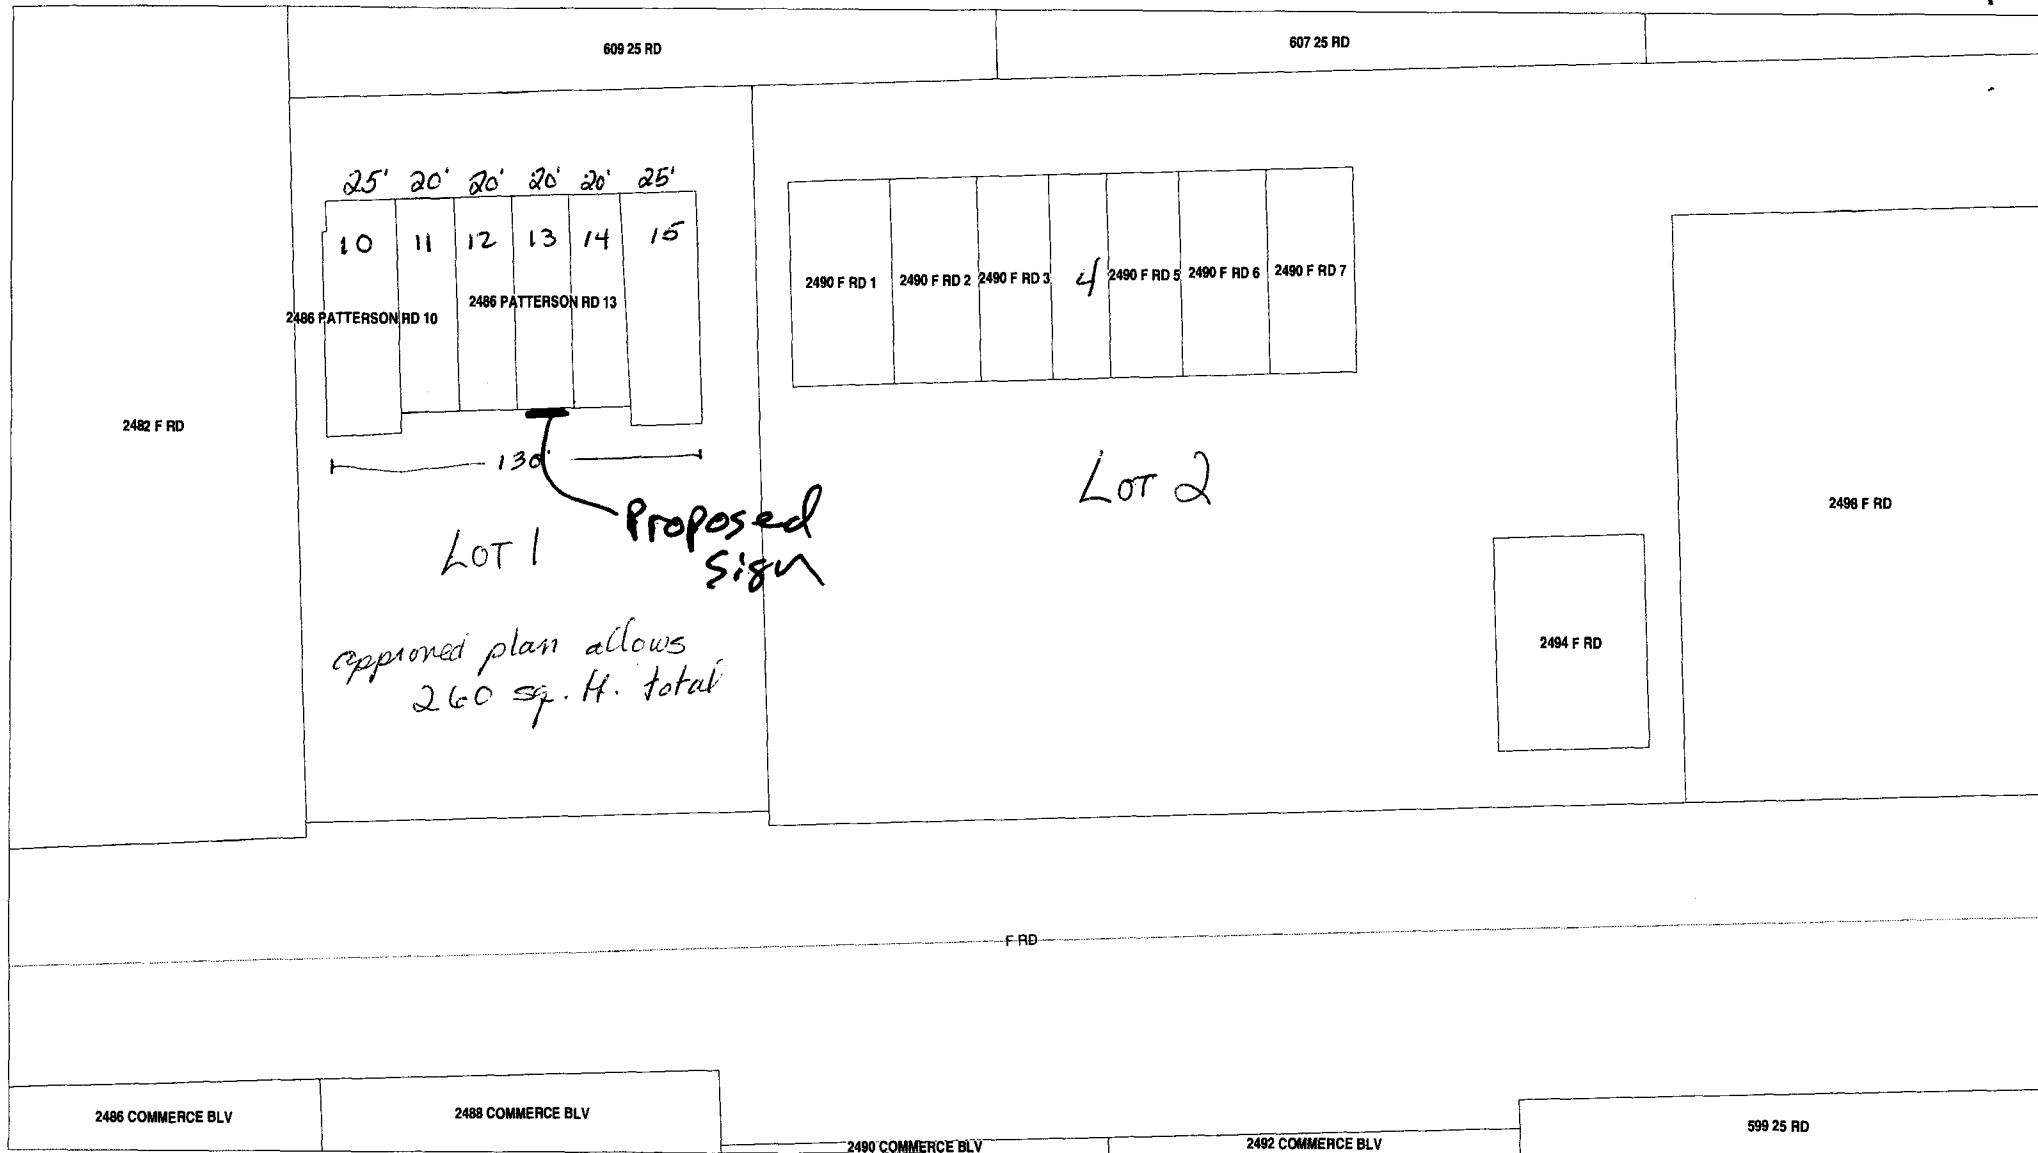 609 25 RD
607 25 RD
25' 20' 20' 20' 20' 25'
10 11 12 13 14 15
2486 PATTERSON RD 10
2486 PATTERSON RD 13
2490 F RD 1
2490 F RD 2
2490 F RD 3
4
2490 F RD 5
2490 F RD 6
2490 F RD 7
2482 F RD
130'
Proposed
Sign
LOT 1
LOT 2
2498 F RD
approved plan allows
260 sq. ft. total
2494 F RD
F RD
2486 COMMERCE BLV
2488 COMMERCE BLV
2490 COMMERCE BLV
2492 COMMERCE BLV
599 25 RD